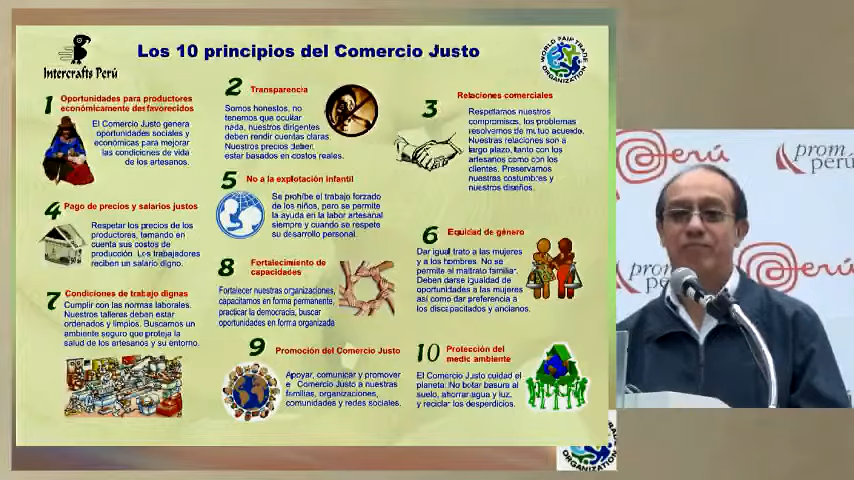 Los 10 principios del Comercio Justo
Intercrafts Perú
WORLD FAIR TRADE
ORGANIZATION
1 Oportunidades para productores
económicamente desfavorecidos
El Comercio Justo genera
oportunidades sociales y
económicas para mejorar
las condiciones de vida
de los artesanos.
2 Transparencia
Somos honestos, no
tenemos que ocultar
nada, nuestros dirigentes
deben rendir cuentas claras.
Nuestros precios deben
estar basados en costos reales.
3 Relaciones comerciales
Respetamos nuestros
compromisos, los problemas
resolvemos de mutuo acuerdo.
Nuestras relaciones son a
largo plazo, tanto con los
artesanos como con los
clientes. Preservamos
nuestras costumbres y
nuestros diseños.
4 Pago de precios y salarios justos
Respetar los precios de los
productores, tomando en
cuenta sus costos de
producción. Los trabajadores
reciben un salario digno.
5 No a la explotación infantil
Se prohíbe el trabajo forzado
de los niños, pero se permite
la ayuda en la labor artesanal
siempre y cuando se respete
su desarrollo personal.
6 Equidad de género
Dar igual trato a las mujeres
y a los hombres. No se
permite el maltrato familiar.
Deben darse igualdad de
oportunidades a las mujeres
así como dar preferencia a
los discapacitados y ancianos.
7 Condiciones de trabajo dignas
Cumplir con las normas laborales.
Nuestros talleres deben estar
ordenados y limpios. Buscamos un
ambiente seguro que proteja la
salud de los artesanos y su entorno.
8 Fortalecimiento de
capacidades
Fortalecer nuestras organizaciones,
capacitarnos en forma permanente,
practicar la democracia, buscar
oportunidades en forma organizada
9 Promoción del Comercio Justo
Apoyar, comunicar y promover
e Comercio Justo a nuestras
familias, organizaciones,
comunidades y redes sociales.
10 Protección del
medio ambiente
El Comercio Justo cuida el
planeta: No botar basura al
suelo, ahorrar agua y luz,
y reciclar los desperdicios.
ORGANIZATION
Perú
prom
perú
prom
pe
Perú